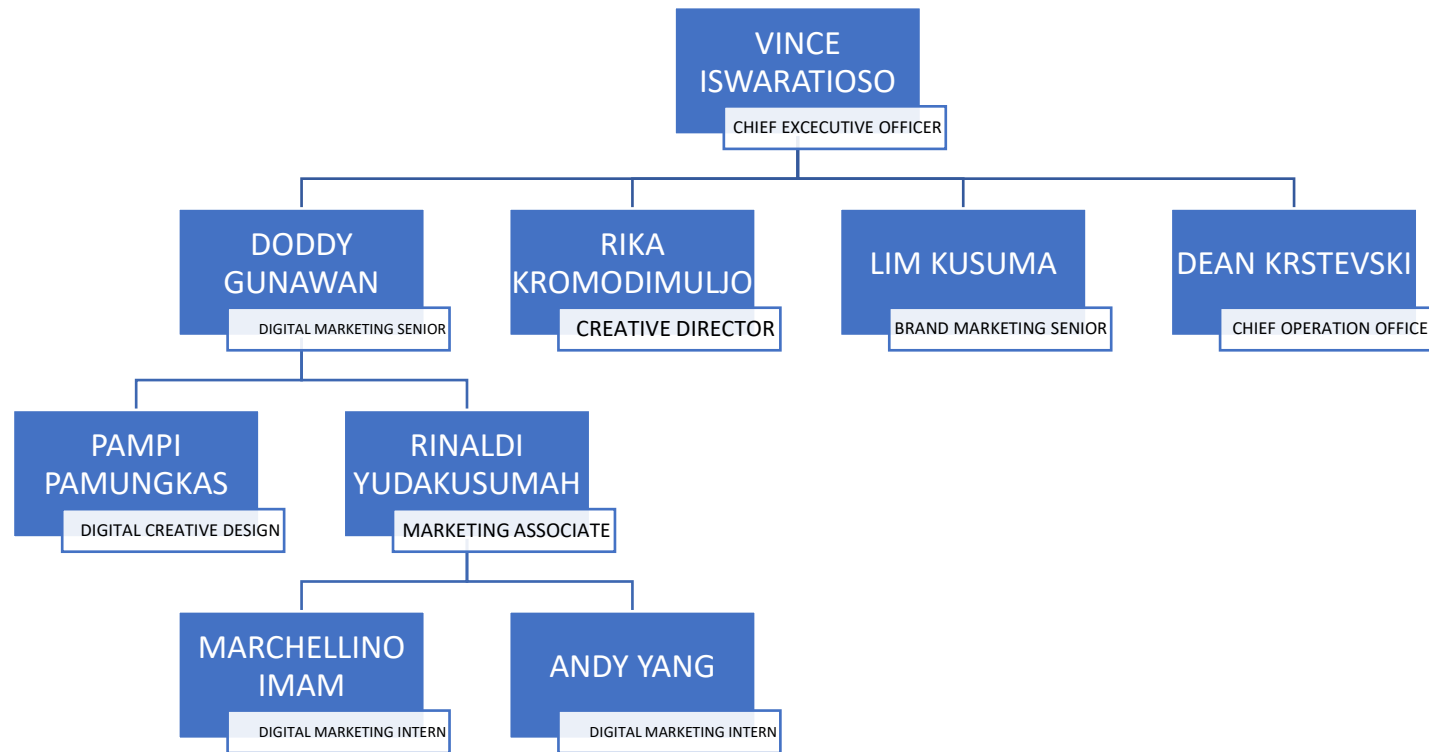 VINCE
ISWARATIOSO
CHIEF EXCECUTIVE OFFICER
DODDY
GUNAWAN
DIGITAL MARKETING SENIOR
RIKA
KROMODIMULJO
CREATIVE DIRECTOR
LIM KUSUMA
BRAND MARKETING SENIOR
DEAN KRSTEVSKI
CHIEF OPERATION OFFICE
PAMPI
PAMUNGKAS
DIGITAL CREATIVE DESIGN
RINALDI
YUDAKUSUMAH
MARKETING ASSOCIATE
MARCHELLINO
IMAM
DIGITAL MARKETING INTERN
ANDY YANG
DIGITAL MARKETING INTERN